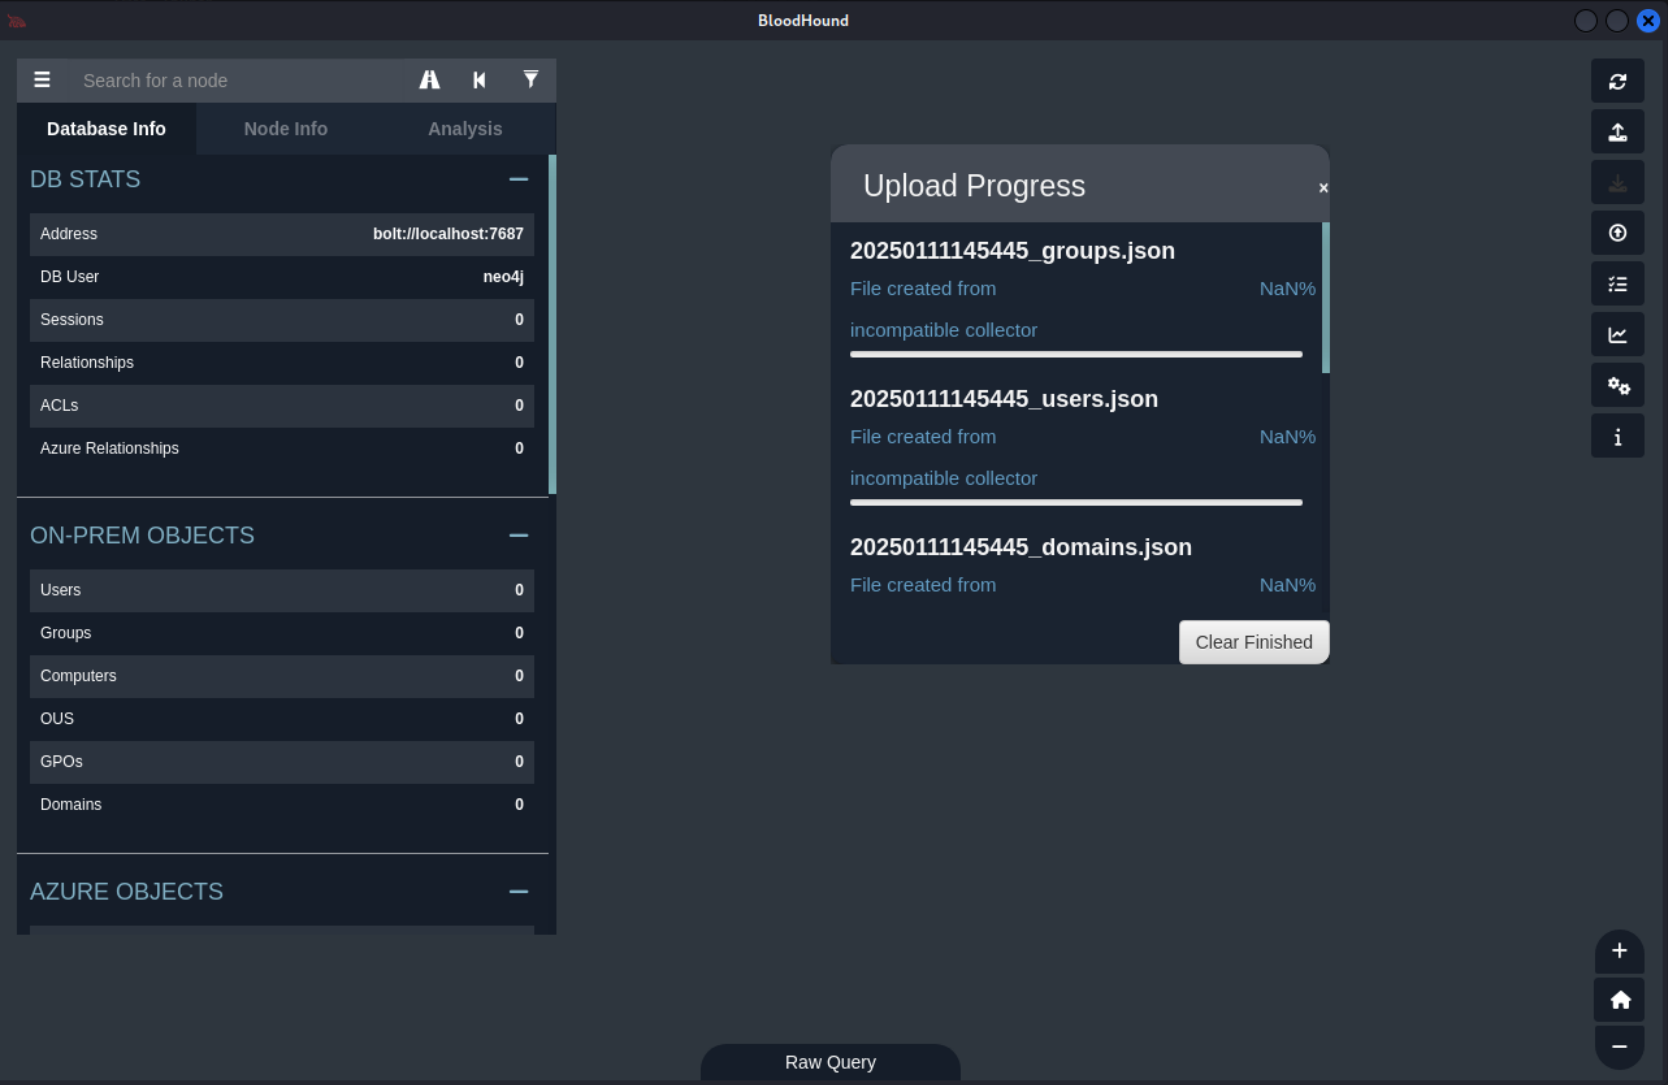 BloodHound
Search for a node
Database Info Node Info Analysis
DB STATS
Address bolt://localhost:7687
DB User neo4j
Sessions 0
Relationships 0
ACLs 0
Azure Relationships 0
ON-PREM OBJECTS
Users 0
Groups 0
Computers 0
OUS 0
GPOs 0
Domains 0
AZURE OBJECTS
Upload Progress ×
20250111145445_groups.json
File created from NaN%
incompatible collector
20250111145445_users.json
File created from NaN%
incompatible collector
20250111145445_domains.json
File created from NaN%
Clear Finished
Raw Query